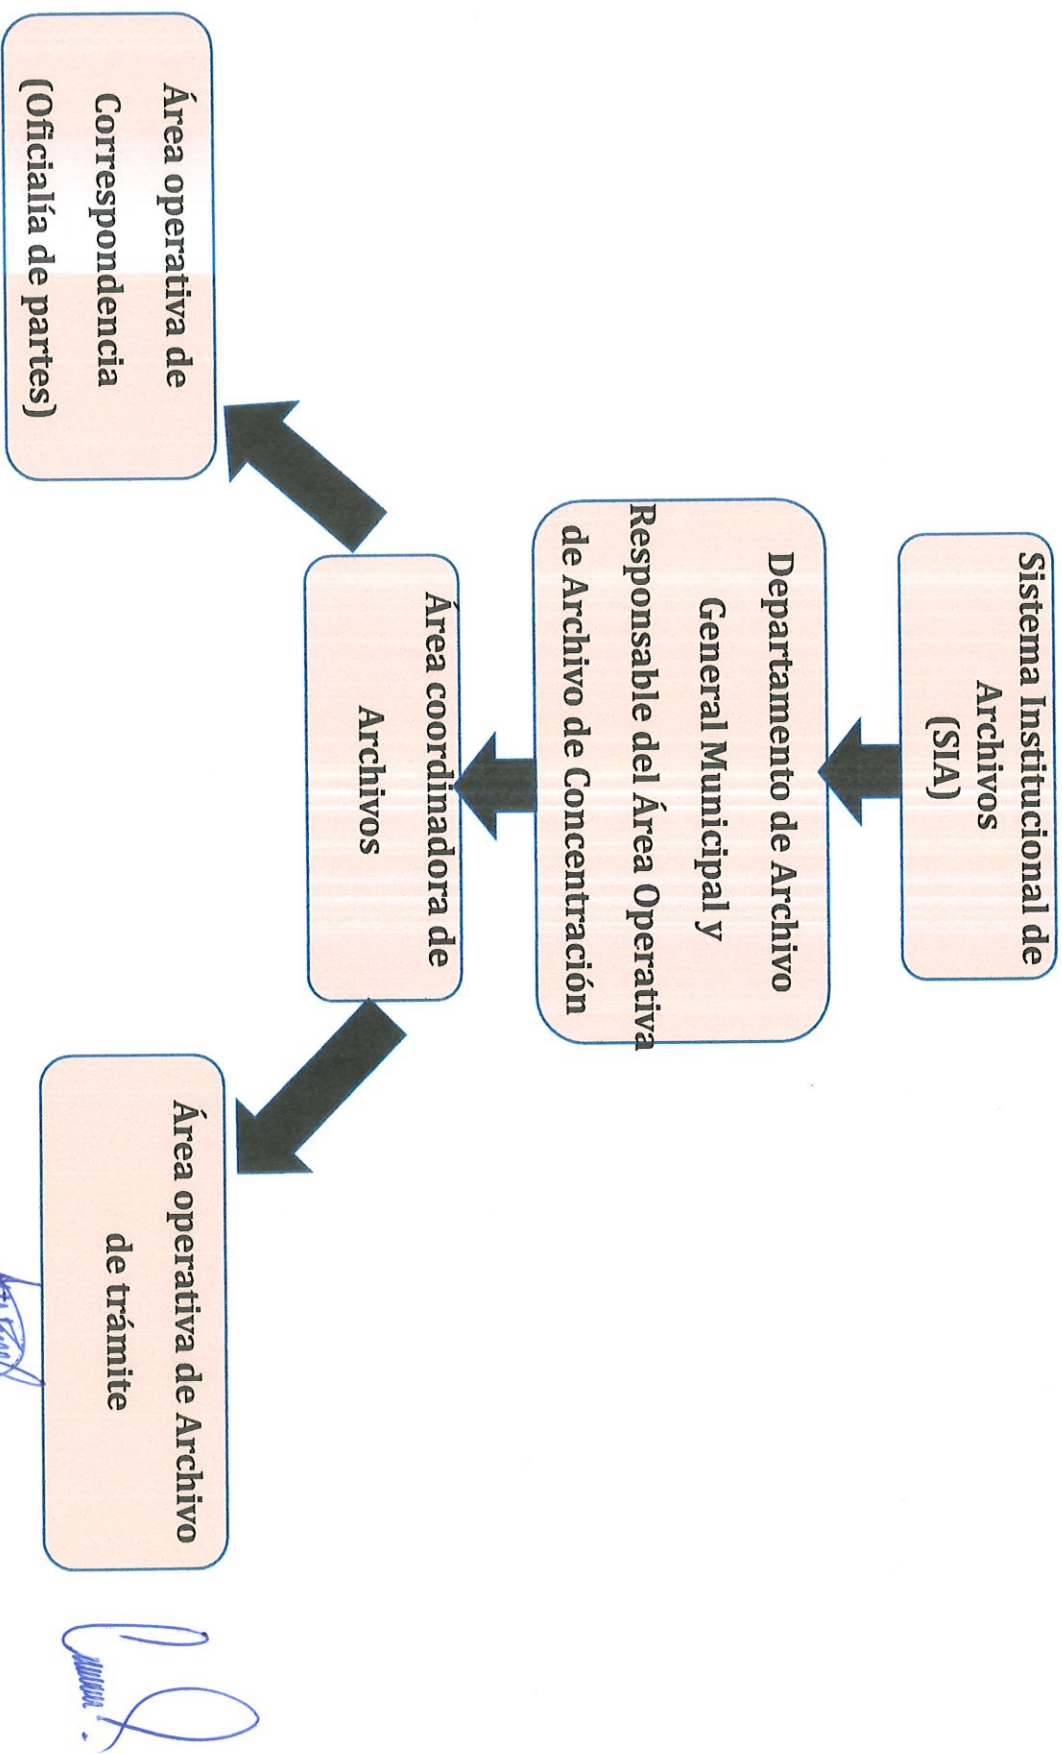 Sistema Institucional de
Archivos
(SIA)
Departamento de Archivo
General Municipal y
Responsable del Área Operativa
de Archivo de Concentración
Área coordinadora de
Archivos
Área operativa de
Correspondencia
(Oficialía de partes)
Área operativa de Archivo
de trámite